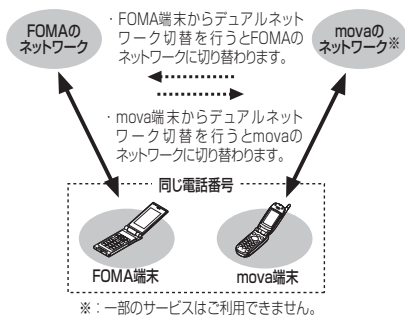 FOMAの
ネットワーク
・FOMA端末からデュアルネット
ワーク切替を行うとFOMAの
ネットワークに切り替わります。
movaの
ネットワーク※
・mova端末からデュアルネット
ワーク切替を行うとmovaの
ネットワークに切り替わります。
同じ電話番号
FOMA端末
mova端末
※：一部のサービスはご利用できません。